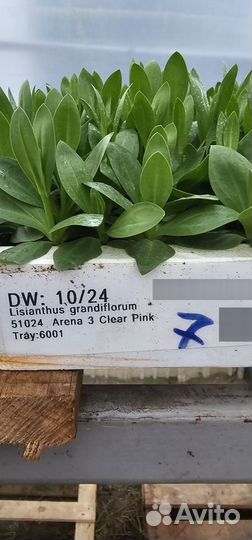 DW: 10/24
Lisianthus grandiflorum
51024 Arena 3 Clear Pink
Tray:6001
7
Avito